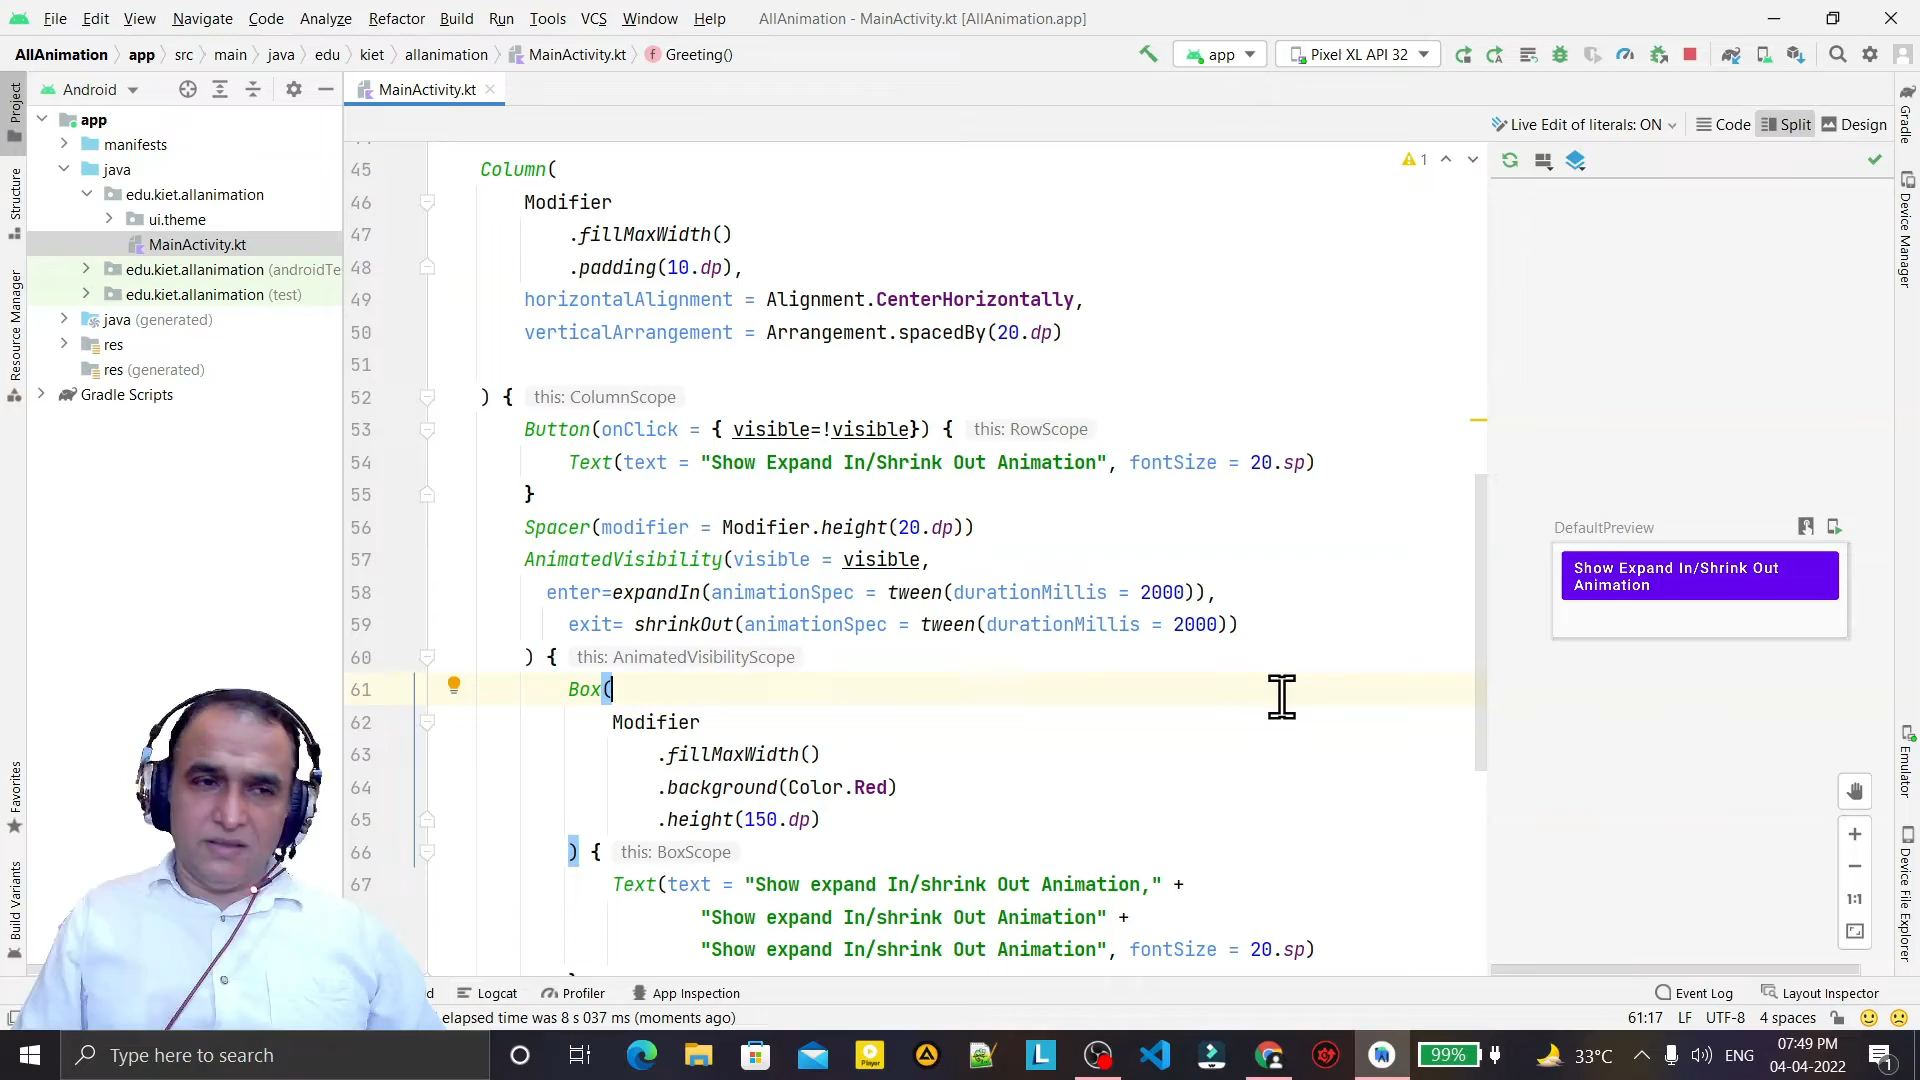 File Edit View Navigate Code Analyze Refactor Build Run Tools VCS Window Help AllAnimation - MainActivity.kt [AllAnimation.app]
AllAnimation app src main java edu kiet allanimation MainActivity.kt Greeting() app Pixel XL API 32
Android MainActivity.kt
Live Edit of literals: ON Code Split Design
app
manifests
java
edu.kiet.allanimation
ui.theme
MainActivity.kt
edu.kiet.allanimation (androidTe
edu.kiet.allanimation (test)
java (generated)
res
res (generated)
Gradle Scripts
Project
Structure
Resource Manager
Favorites
Build Variants
1
45 Column(
46 Modifier
47 .fillMaxWidth()
48 .padding(10.dp),
49 horizontalAlignment = Alignment.CenterHorizontally,
50 verticalArrangement = Arrangement.spacedBy(20.dp)
51
52 ) { this: ColumnScope
53 Button(onClick = { visible=!visible}) { this: RowScope
54 Text(text = "Show Expand In/Shrink Out Animation", fontSize = 20.sp)
55 }
56 Spacer(modifier = Modifier.height(20.dp))
57 AnimatedVisibility(visible = visible,
58 enter=expandIn(animationSpec = tween(durationMillis = 2000)),
59 exit= shrinkOut(animationSpec = tween(durationMillis = 2000))
60 ) { this: AnimatedVisibilityScope
61 Box(
62 Modifier
63 .fillMaxWidth()
64 .background(Color.Red)
65 .height(150.dp)
66 ) { this: BoxScope
67 Text(text = "Show expand In/shrink Out Animation," +
"Show expand In/shrink Out Animation" +
"Show expand In/shrink Out Animation", fontSize = 20.sp)
DefaultPreview
Show Expand In/Shrink Out
Animation
1:1
Gradle
Device Manager
Emulator
Device File Explorer
d Logcat Profiler App Inspection Event Log Layout Inspector
elapsed time was 8 s 037 ms (moments ago) 61:17 LF UTF-8 4 spaces
Type here to search 99% 33°C ENG
07:49 PM
04-04-2022
1